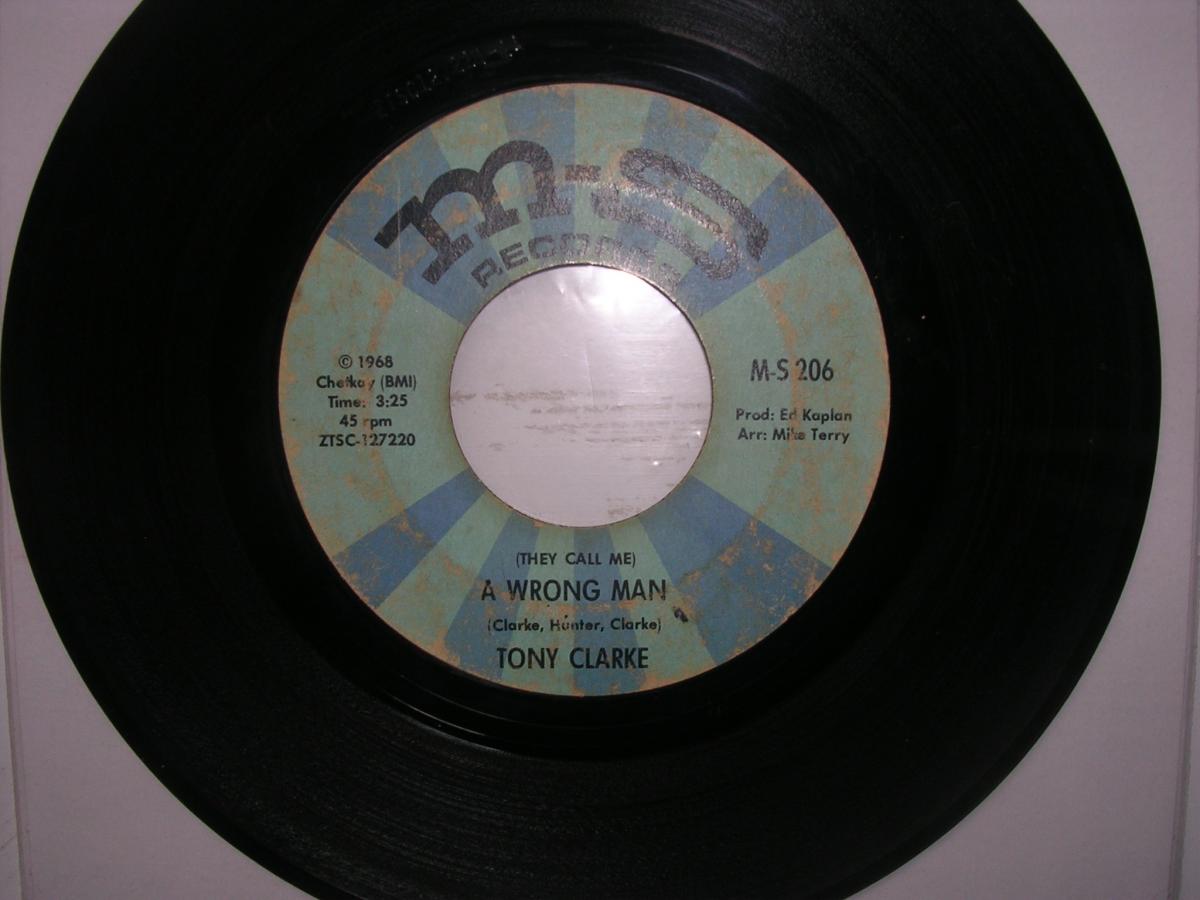 M-S
RECORDS
© 1968
Chefkay (BMI)
Time: 3:25
45 rpm
ZTSC-127220
M-S 206
Prod: Ed Kaplan
Arr: Mike Terry
(THEY CALL ME)
A WRONG MAN
(Clarke, Hunter, Clarke)
TONY CLARKE